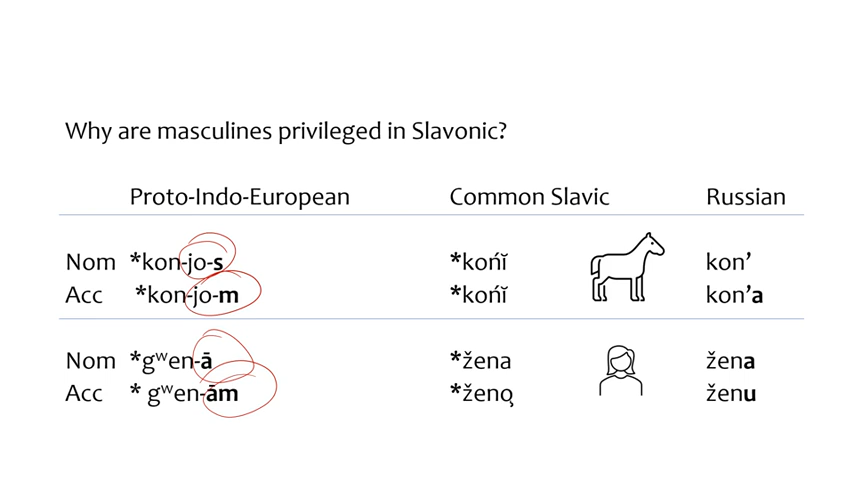 Why are masculines privileged in Slavonic?
Proto-Indo-European Common Slavic Russian
Nom *kon-jo-s *końĭ kon’
Acc *kon-jo-m *końĭ kon’a
Nom *gʷen-ā *žena žena
Acc * gʷen-ām *ženǫ ženu